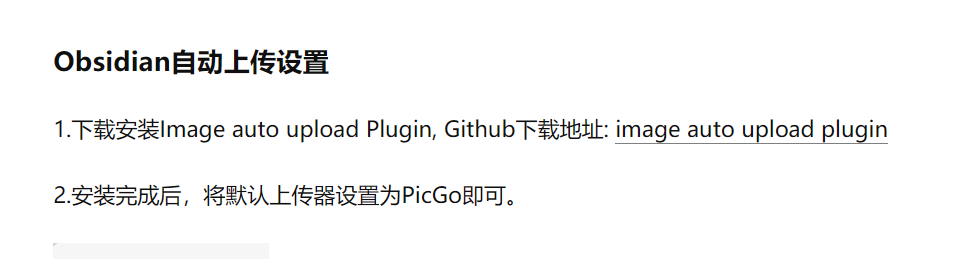 Obsidian自动上传设置
1.下载安装Image auto upload Plugin, Github下载地址: image auto upload plugin
2.安装完成后，将默认上传器设置为PicGo即可。